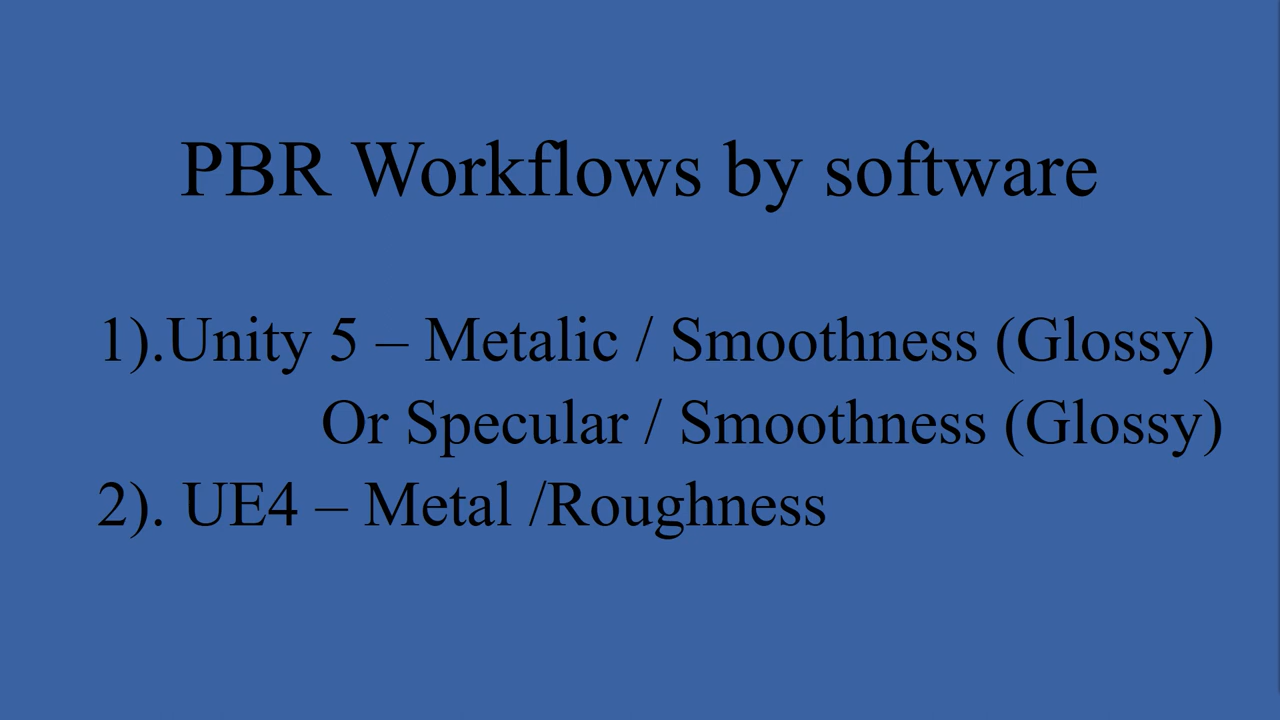 PBR Workflows by software
1).Unity 5 – Metalic / Smoothness (Glossy)
Or Specular / Smoothness (Glossy)
2). UE4 – Metal /Roughness